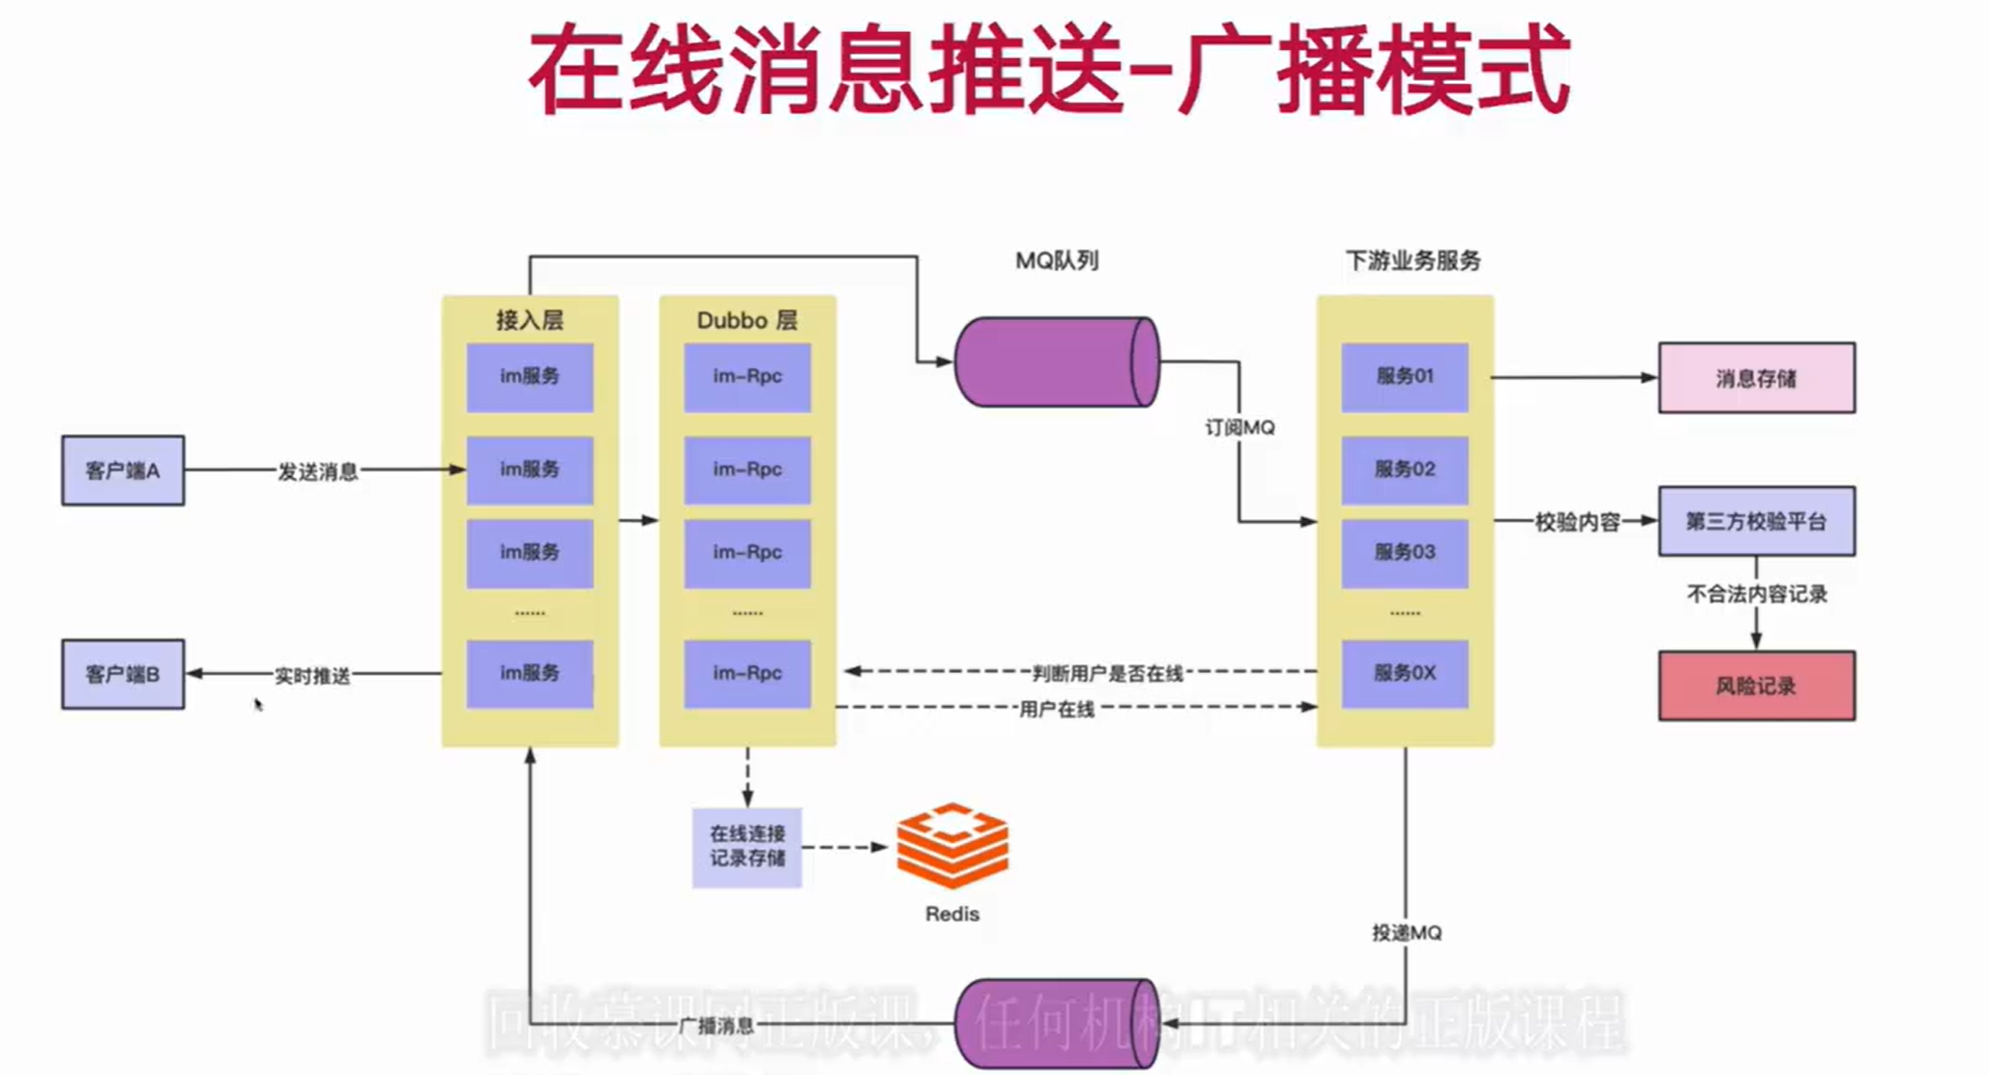 在线消息推送-广播模式
MQ队列
下游业务服务
接入层
Dubbo 层
im服务
im-Rpc
服务01
消息存储
订阅MQ
客户端A
发送消息
im服务
im-Rpc
服务02
im服务
im-Rpc
服务03
校验内容
第三方校验平台
不合法内容记录
......
......
......
客户端B
实时推送
im服务
im-Rpc
判断用户是否在线
用户在线
服务0X
风险记录
在线连接
记录存储
Redis
投递MQ
广播消息
回收慕课网正版课，任何机构IT相关的正版课程